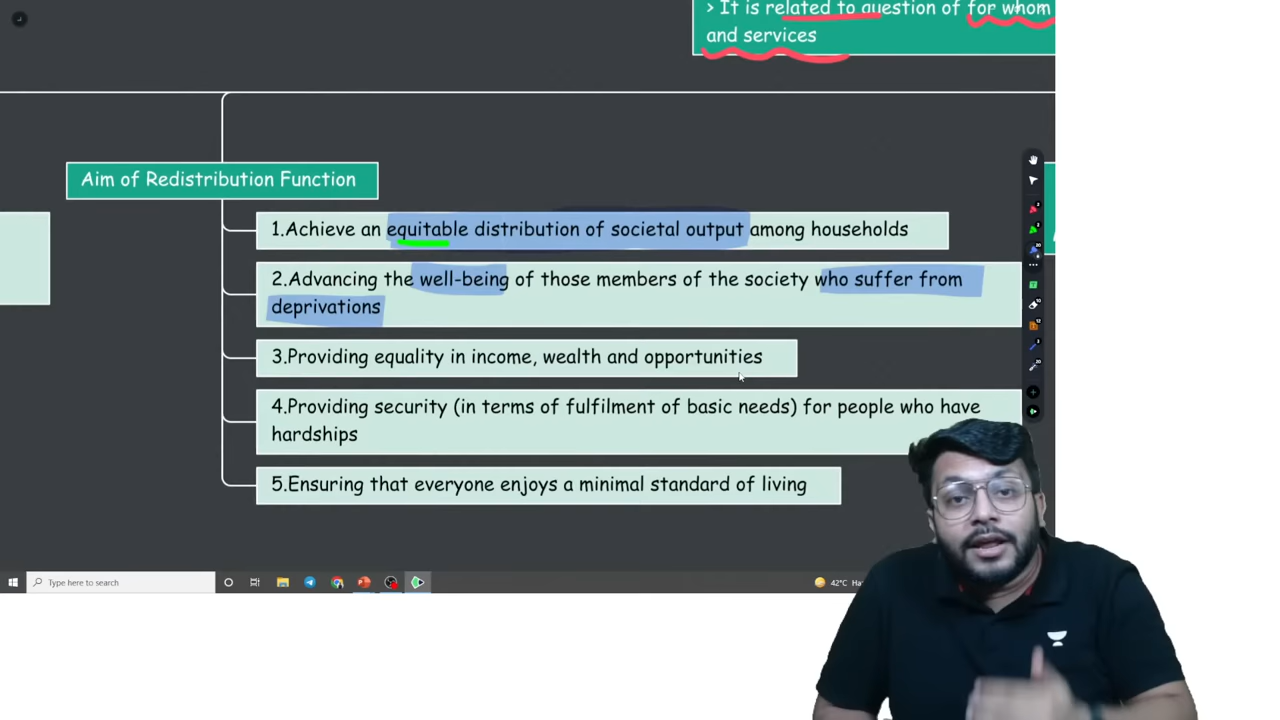 > It is related to question of for whom
and services
Aim of Redistribution Function
1.Achieve an equitable distribution of societal output among households
2.Advancing the well-being of those members of the society who suffer from
deprivations
3.Providing equality in income, wealth and opportunities
4.Providing security (in terms of fulfilment of basic needs) for people who have
hardships
5.Ensuring that everyone enjoys a minimal standard of living
Type here to search
42°C